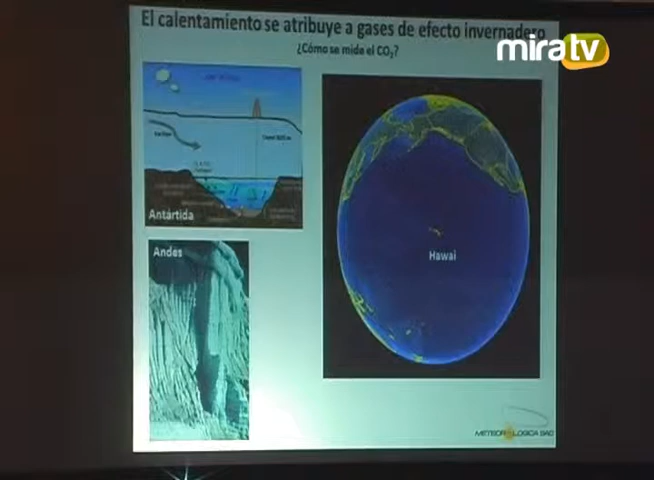 El calentamiento se atribuye a gases de efecto invernadero
¿Cómo se mide el CO₂?
miratv
Antártida
Hawai
Andes
METEOROLOGICA SAC